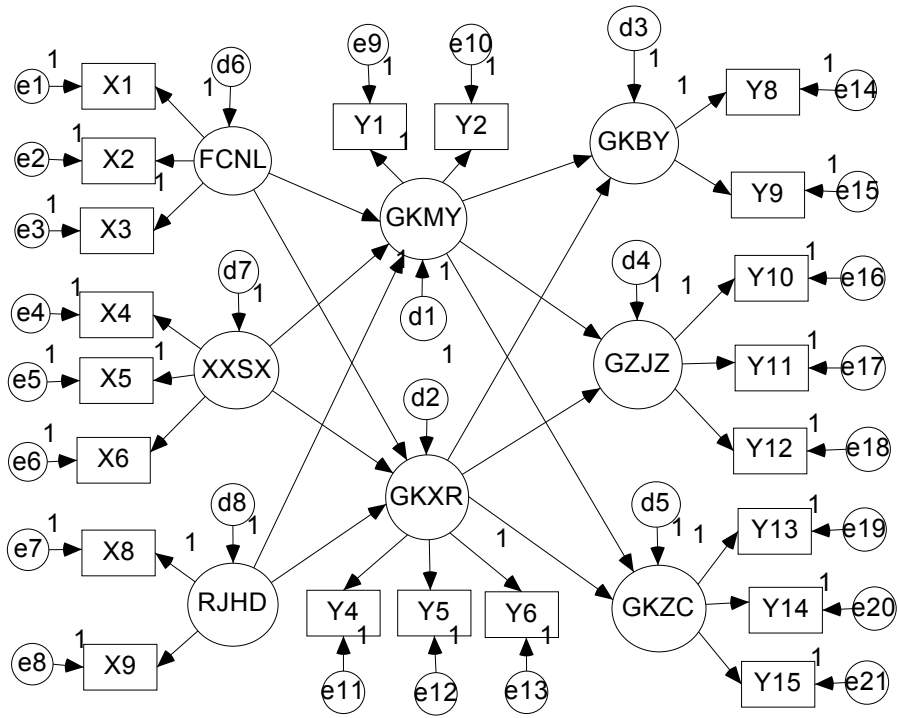 d3
1
e9
1
e10
1
1
d6
1
1
e1
X1
1
Y8
1
e14
Y1
1
Y2
GKBY
1
e2
X2
1
FCNL
1
e3
X3
Y9
1
e15
GKMY
1
d7
1
1
d4
1
1
Y10
1
e16
1
e4
X4
d1
1
XXSX
1
e5
X5
1
GZJZ
Y11
1
e17
d2
1
1
e6
X6
Y12
1
e18
GKXR
d8
1
d5
1
1
Y13
1
e19
1
e7
X8
1
1
RJHD
Y4
Y5
Y6
GKZC
Y14
1
e20
1
e8
X9
1
1
1
Y15
1
e21
e11
e12
e13